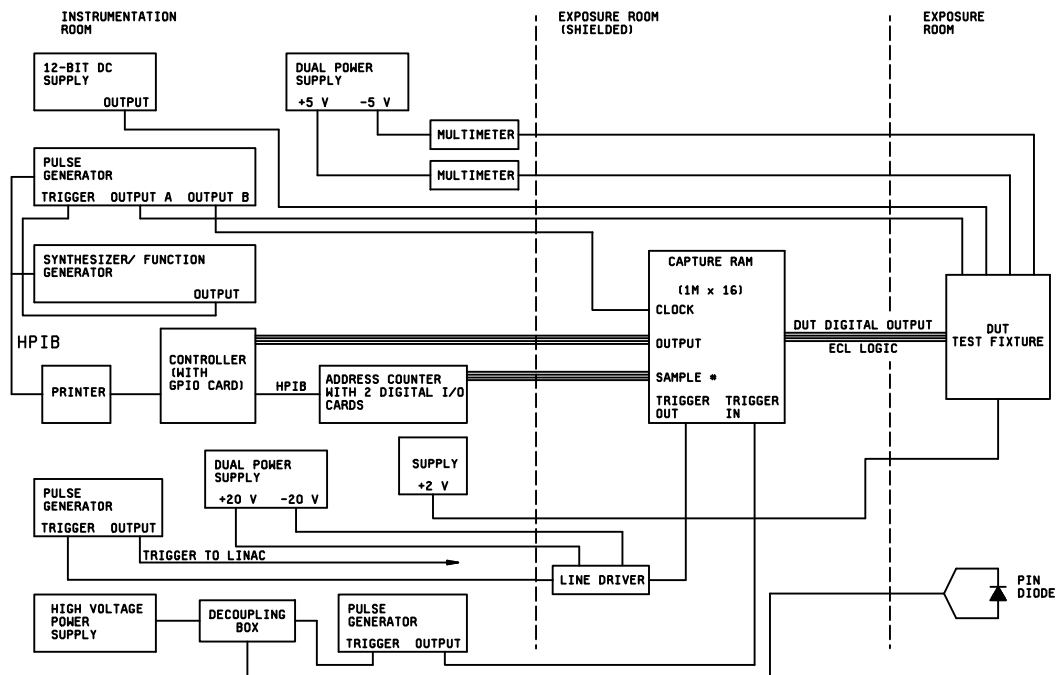 INSTRUMENTATION
ROOM
EXPOSURE ROOM
(SHIELDED)
EXPOSURE
ROOM
12-BIT DC
SUPPLY
OUTPUT
DUAL POWER
SUPPLY
+5 V -5 V
MULTIMETER
MULTIMETER
PULSE
GENERATOR
TRIGGER OUTPUT A OUTPUT B
SYNTHESIZER/ FUNCTION
GENERATOR
OUTPUT
HPIB
CAPTURE RAM
(1M x 16)
CLOCK
OUTPUT
SAMPLE #
TRIGGER
OUT
TRIGGER
IN
DUT DIGITAL OUTPUT
ECL LOGIC
DUT
TEST FIXTURE
PRINTER
CONTROLLER
(WITH
GPIO CARD)
HPIB
ADDRESS COUNTER
WITH 2 DIGITAL I/O
CARDS
DUAL POWER
SUPPLY
+20 V -20 V
SUPPLY
+2 V
PULSE
GENERATOR
TRIGGER OUTPUT
TRIGGER TO LINAC
LINE DRIVER
PIN
DIODE
HIGH VOLTAGE
POWER
SUPPLY
DECOUPLING
BOX
PULSE
GENERATOR
TRIGGER OUTPUT